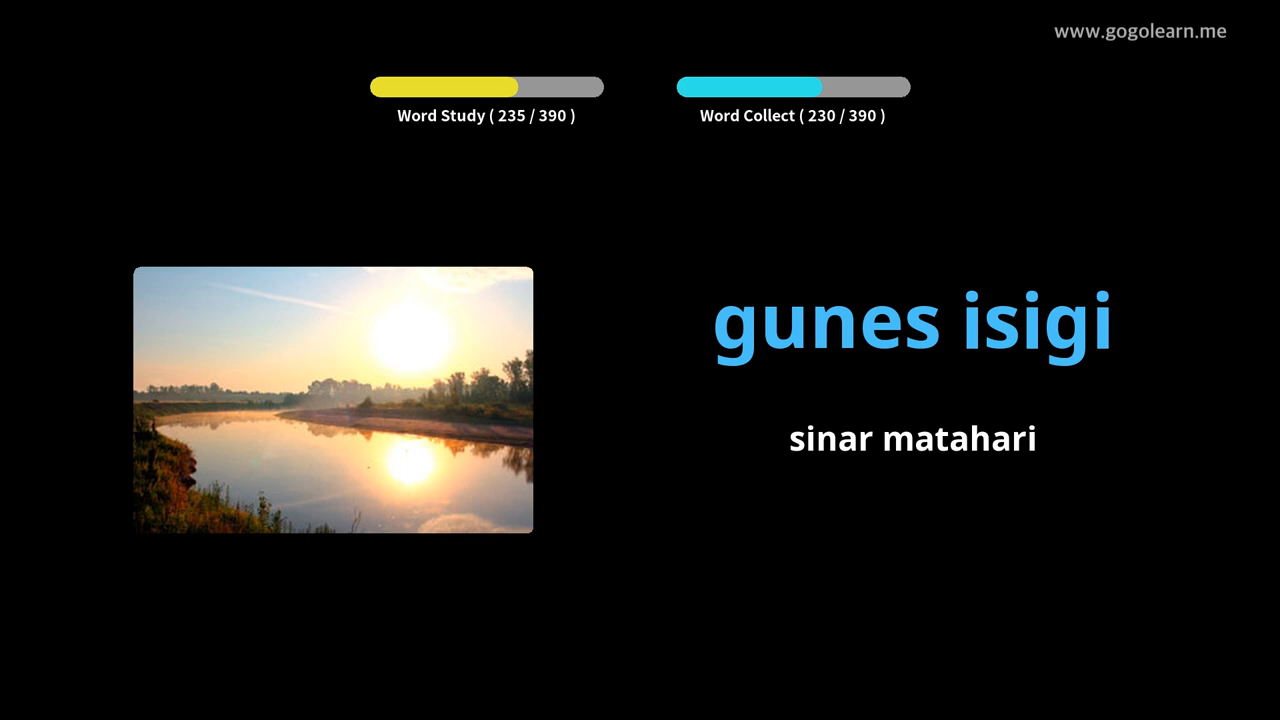 www.gogolearn.me
Word Study ( 235 / 390 )
Word Collect ( 230 / 390 )
gunes isigi
sinar matahari